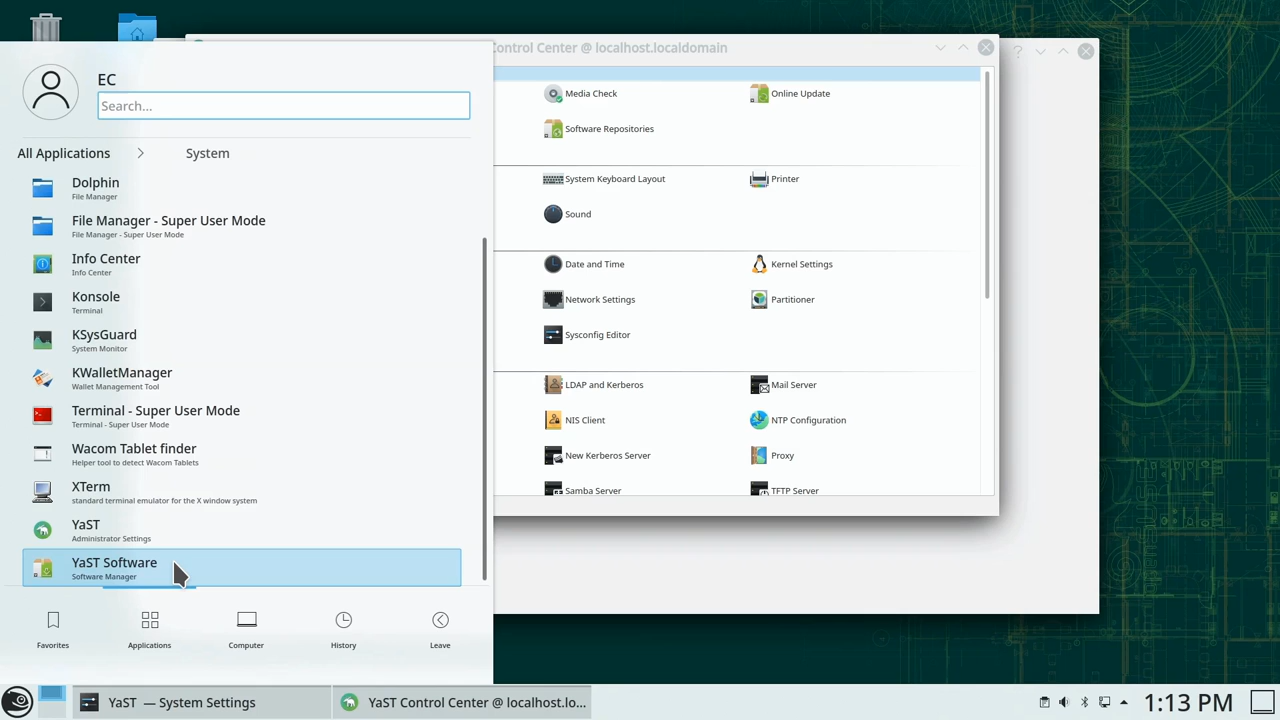 Control Center @ localhost.localdomain
?
EC
Search...
All Applications > System
Dolphin
File Manager
File Manager - Super User Mode
File Manager - Super User Mode
Info Center
Info Center
Konsole
Terminal
KSysGuard
System Monitor
KWalletManager
Wallet Management Tool
Terminal - Super User Mode
Terminal - Super User Mode
Wacom Tablet finder
Helper tool to detect Wacom Tablets
XTerm
standard terminal emulator for the X window system
YaST
Administrator Settings
YaST Software
Software Manager
Favorites
Applications
Computer
History
Leave
Media Check
Online Update
Software Repositories
System Keyboard Layout
Printer
Sound
Date and Time
Kernel Settings
Network Settings
Partitioner
Sysconfig Editor
LDAP and Kerberos
Mail Server
NIS Client
NTP Configuration
New Kerberos Server
Proxy
Samba Server
TFTP Server
YaST — System Settings
YaST Control Center @ localhost.lo...
1:13 PM